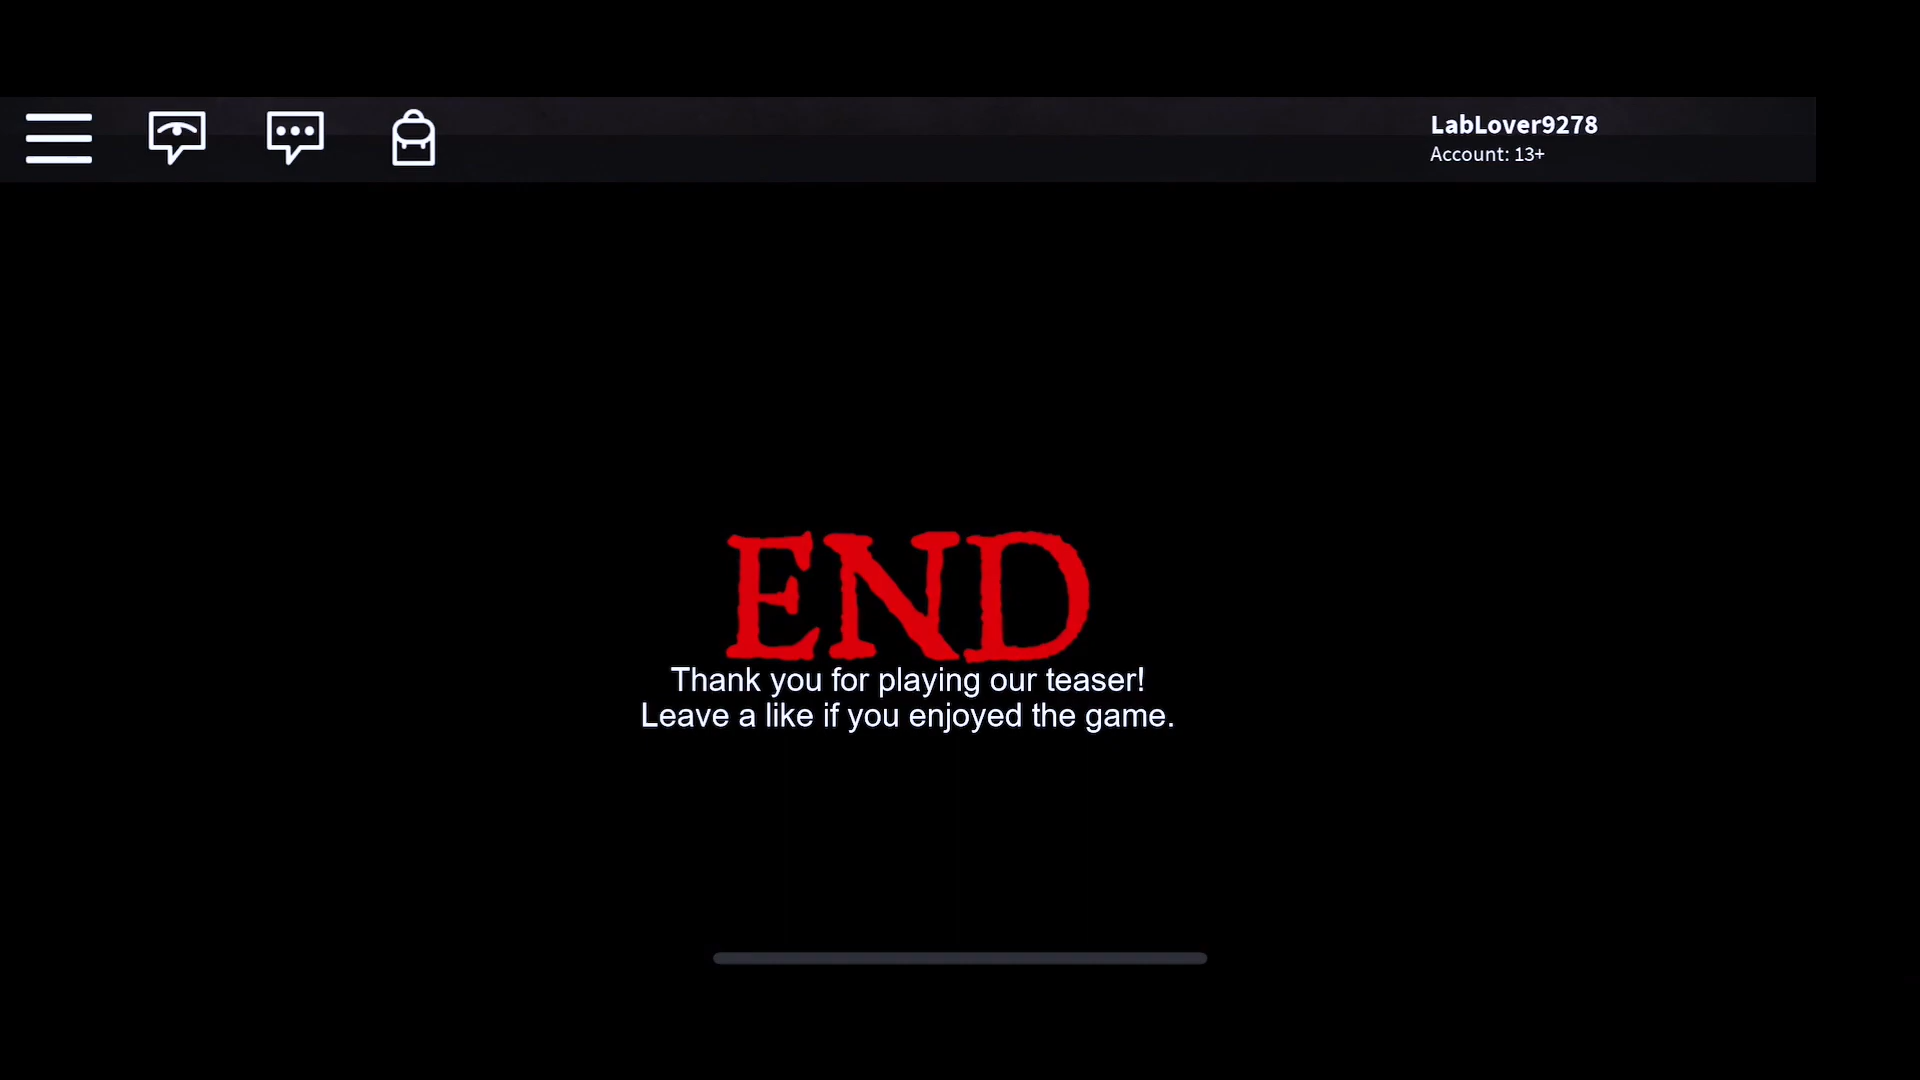 LabLover9278
Account: 13+
END
Thank you for playing our teaser!
Leave a like if you enjoyed the game.